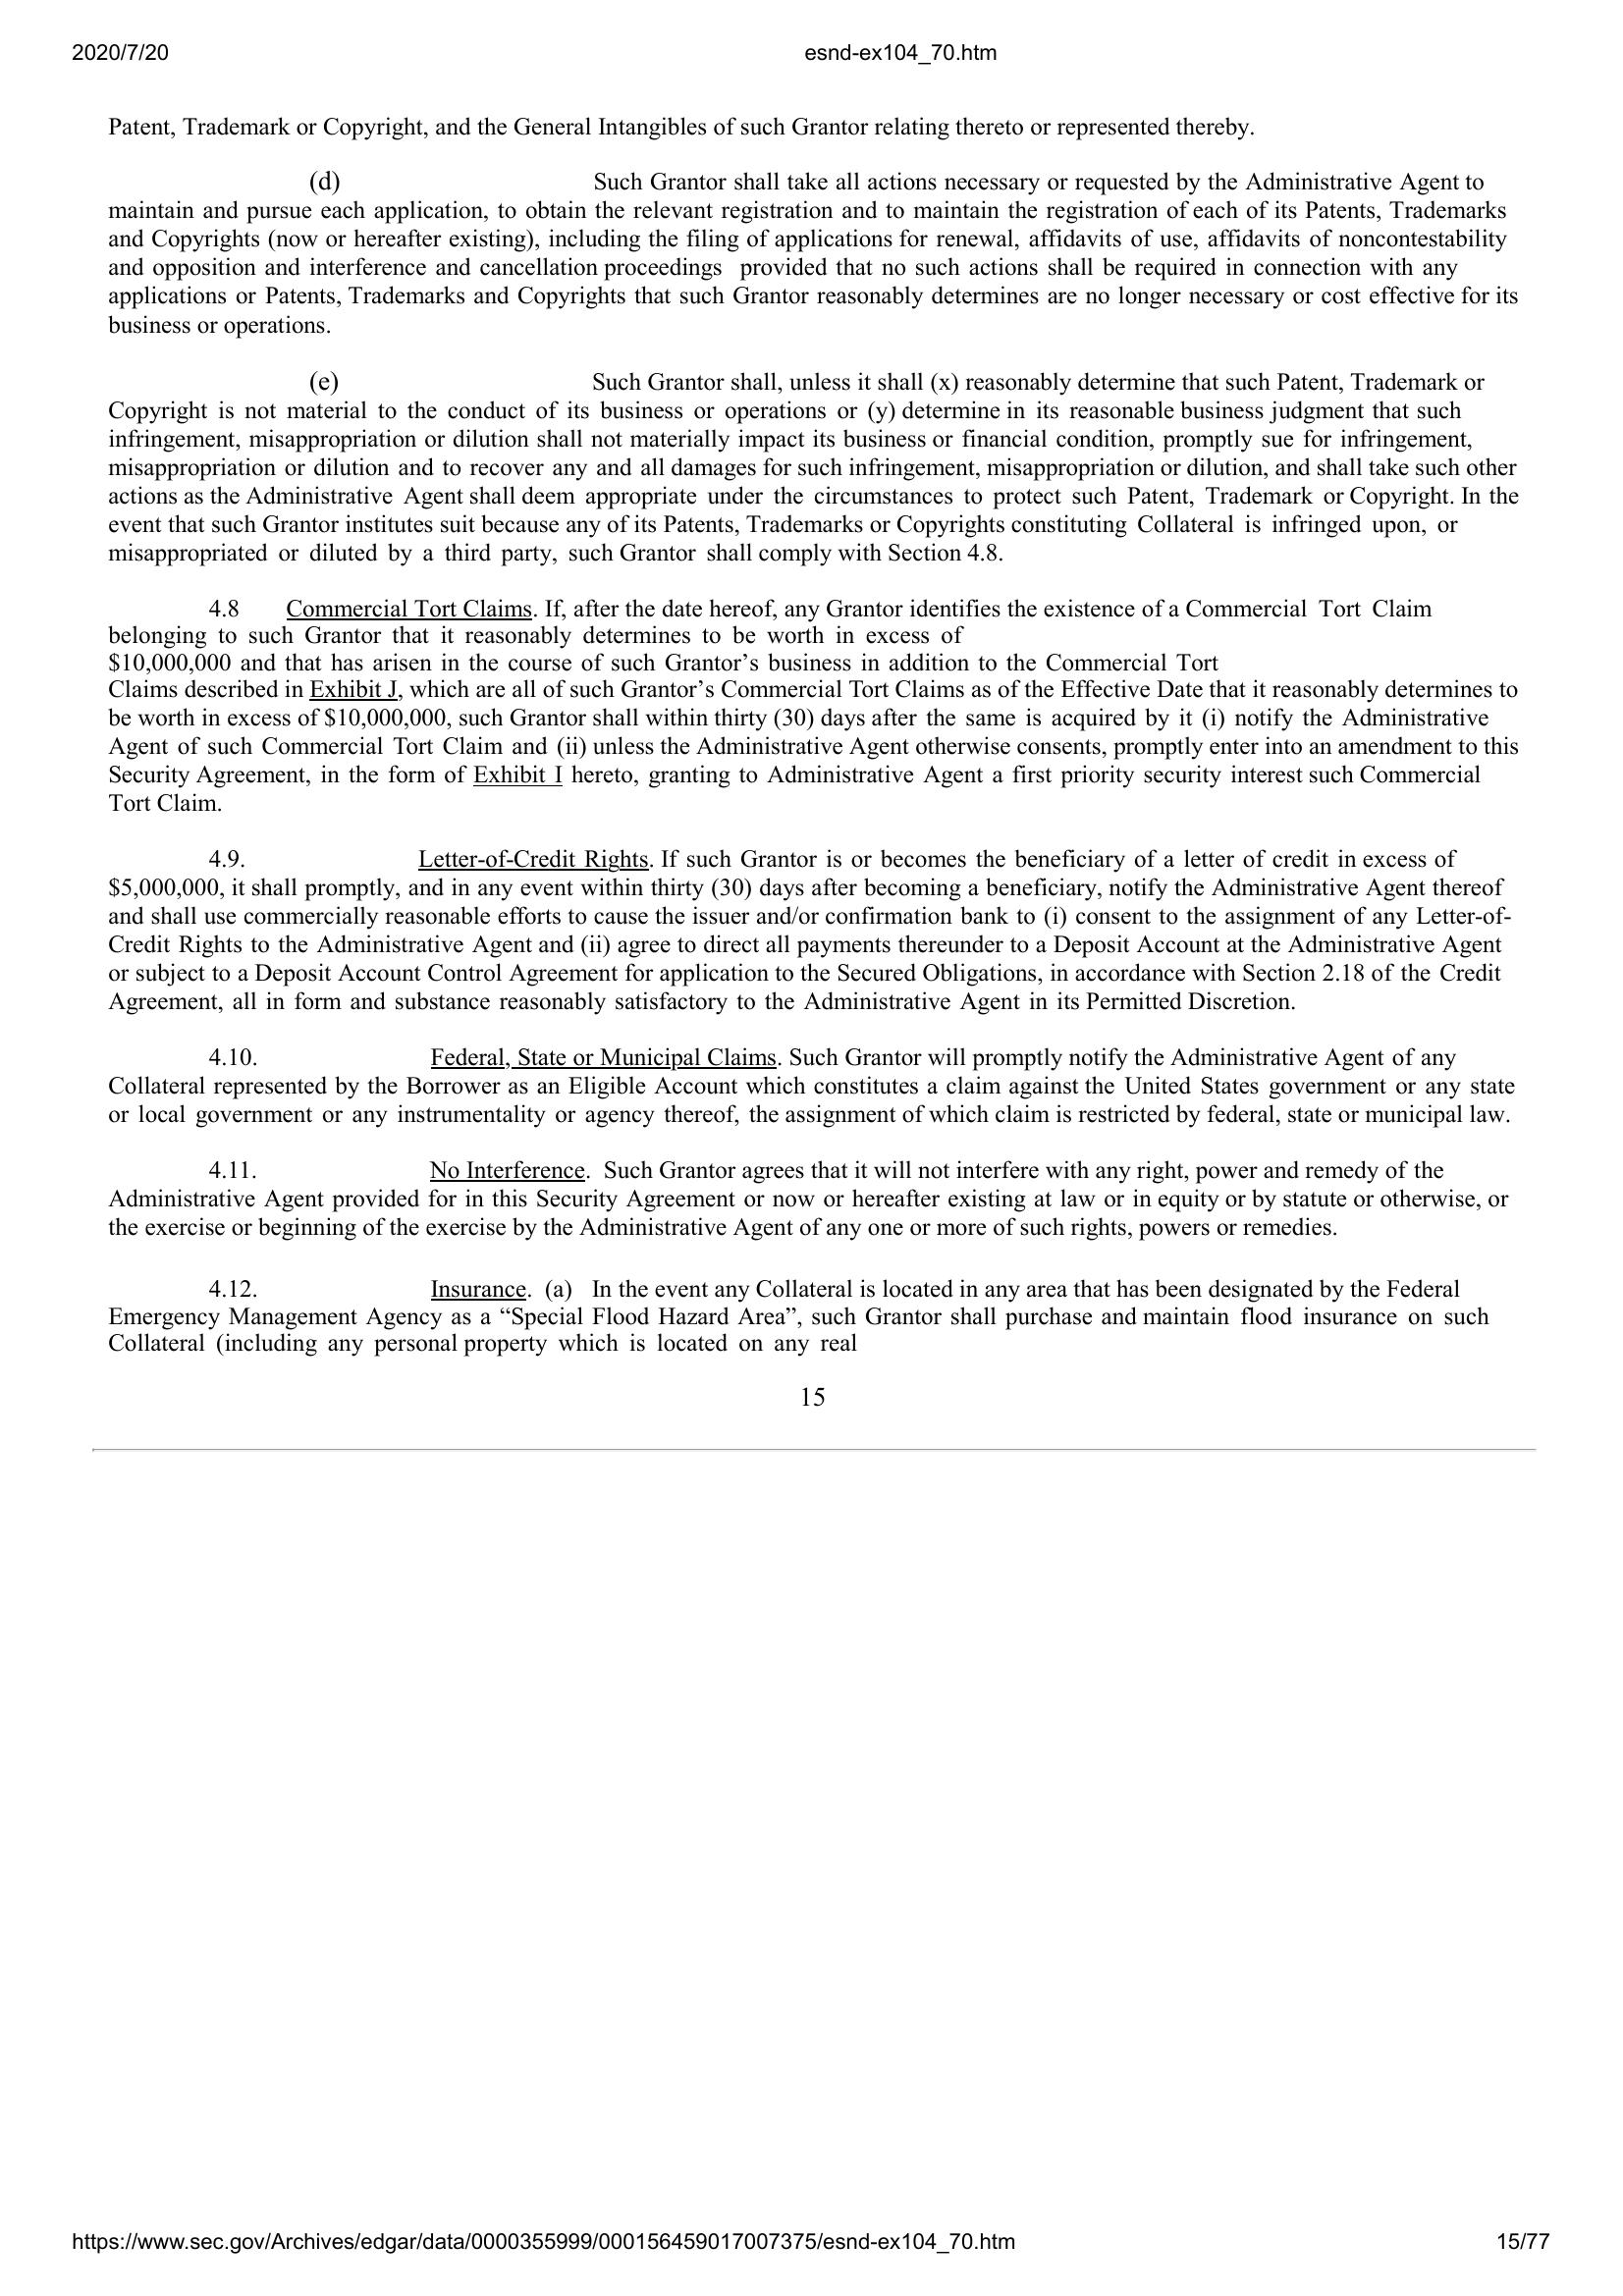 2020/7/20 esnd-ex104_70.htm
Patent, Trademark or Copyright, and the General Intangibles of such Grantor relating thereto or represented thereby.
(d) Such Grantor shall take all actions necessary or requested by the Administrative Agent to
maintain and pursue each application, to obtain the relevant registration and to maintain the registration of each of its Patents, Trademarks
and Copyrights (now or hereafter existing), including the filing of applications for renewal, affidavits of use, affidavits of noncontestability
and opposition and interference and cancellation proceedings provided that no such actions shall be required in connection with any
applications or Patents, Trademarks and Copyrights that such Grantor reasonably determines are no longer necessary or cost effective for its
business or operations.
(e) Such Grantor shall, unless it shall (x) reasonably determine that such Patent, Trademark or
Copyright is not material to the conduct of its business or operations or (y) determine in its reasonable business judgment that such
infringement, misappropriation or dilution shall not materially impact its business or financial condition, promptly sue for infringement,
misappropriation or dilution and to recover any and all damages for such infringement, misappropriation or dilution, and shall take such other
actions as the Administrative Agent shall deem appropriate under the circumstances to protect such Patent, Trademark or Copyright. In the
event that such Grantor institutes suit because any of its Patents, Trademarks or Copyrights constituting Collateral is infringed upon, or
misappropriated or diluted by a third party, such Grantor shall comply with Section 4.8.
4.8 Commercial Tort Claims. If, after the date hereof, any Grantor identifies the existence of a Commercial Tort Claim
belonging to such Grantor that it reasonably determines to be worth in excess of
$10,000,000 and that has arisen in the course of such Grantor’s business in addition to the Commercial Tort
Claims described in Exhibit J, which are all of such Grantor’s Commercial Tort Claims as of the Effective Date that it reasonably determines to
be worth in excess of $10,000,000, such Grantor shall within thirty (30) days after the same is acquired by it (i) notify the Administrative
Agent of such Commercial Tort Claim and (ii) unless the Administrative Agent otherwise consents, promptly enter into an amendment to this
Security Agreement, in the form of Exhibit I hereto, granting to Administrative Agent a first priority security interest such Commercial
Tort Claim.
4.9. Letter-of-Credit Rights. If such Grantor is or becomes the beneficiary of a letter of credit in excess of
$5,000,000, it shall promptly, and in any event within thirty (30) days after becoming a beneficiary, notify the Administrative Agent thereof
and shall use commercially reasonable efforts to cause the issuer and/or confirmation bank to (i) consent to the assignment of any Letter-of-
Credit Rights to the Administrative Agent and (ii) agree to direct all payments thereunder to a Deposit Account at the Administrative Agent
or subject to a Deposit Account Control Agreement for application to the Secured Obligations, in accordance with Section 2.18 of the Credit
Agreement, all in form and substance reasonably satisfactory to the Administrative Agent in its Permitted Discretion.
4.10. Federal, State or Municipal Claims. Such Grantor will promptly notify the Administrative Agent of any
Collateral represented by the Borrower as an Eligible Account which constitutes a claim against the United States government or any state
or local government or any instrumentality or agency thereof, the assignment of which claim is restricted by federal, state or municipal law.
4.11. No Interference. Such Grantor agrees that it will not interfere with any right, power and remedy of the
Administrative Agent provided for in this Security Agreement or now or hereafter existing at law or in equity or by statute or otherwise, or
the exercise or beginning of the exercise by the Administrative Agent of any one or more of such rights, powers or remedies.
4.12. Insurance. (a) In the event any Collateral is located in any area that has been designated by the Federal
Emergency Management Agency as a “Special Flood Hazard Area”, such Grantor shall purchase and maintain flood insurance on such
Collateral (including any personal property which is located on any real
15
https://www.sec.gov/Archives/edgar/data/0000355999/000156459017007375/esnd-ex104_70.htm 15/77